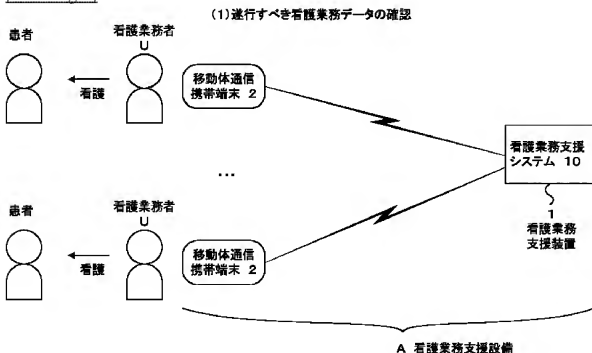 (1)遂行すべき看護業務データの確認
患者
看護業務者
U
看護
移動体通信
携帯端末 2
看護業務支援
システム 10
1
看護業務
支援装置
…
患者
看護業務者
U
看護
移動体通信
携帯端末 2
A 看護業務支援設備